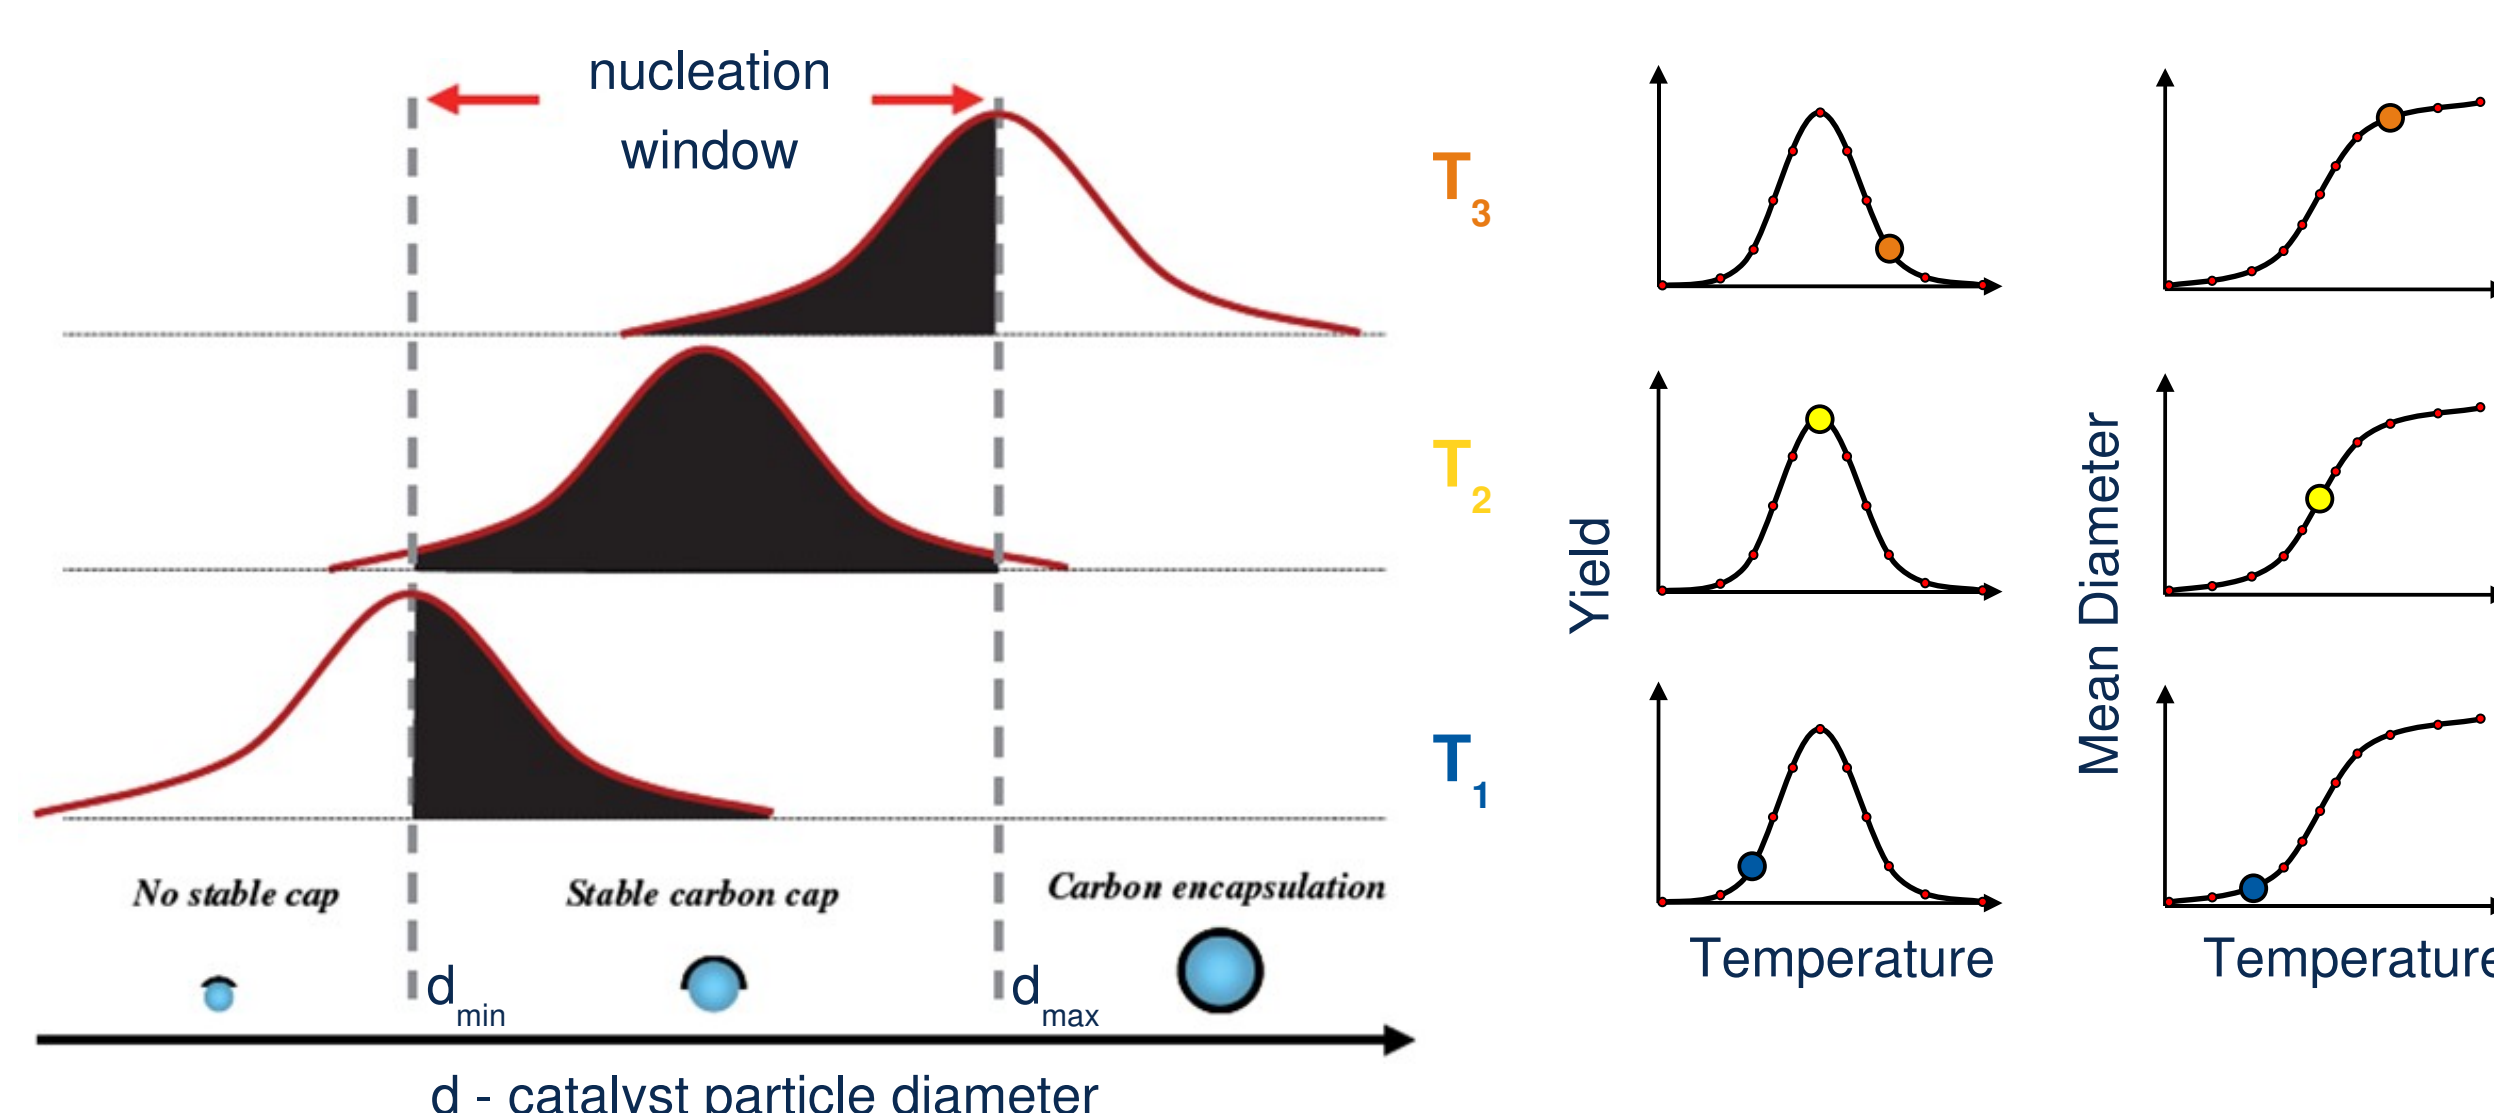 nucleation
window
T3
T2
T1
No stable cap
Stable carbon cap
Carbon encapsulation
dmin
dmax
d - catalyst particle diameter
Yield
Temperature
Mean Diameter
Temperature